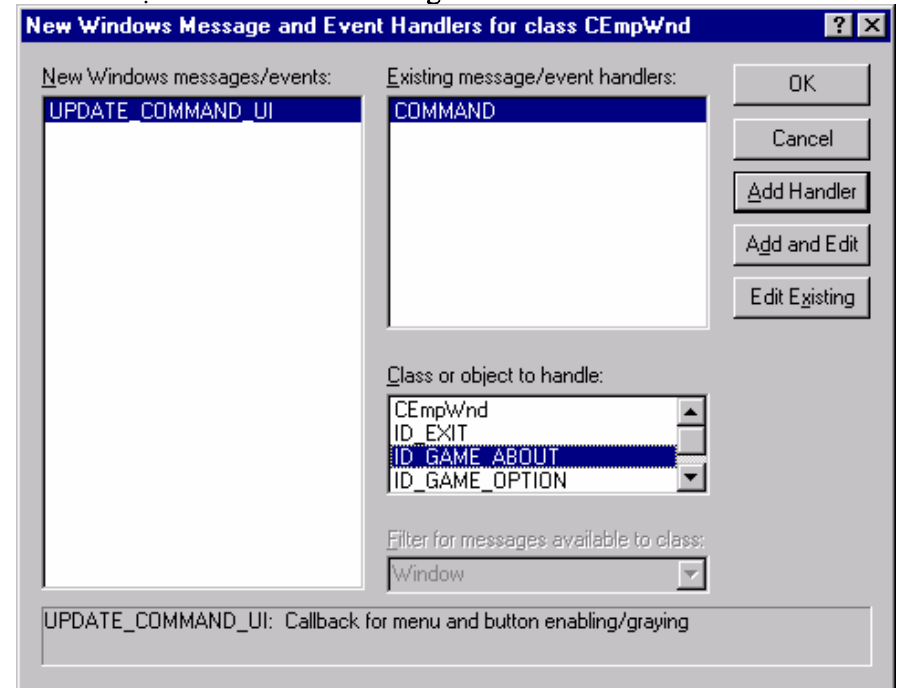 New Windows Message and Event Handlers for class CEmpWnd
New Windows messages/events:
UPDATE_COMMAND_UI
Existing message/event handlers:
COMMAND
OK
Cancel
Add Handler
Add and Edit
Edit Existing
Class or object to handle:
CEmpWnd
ID_EXIT
ID_GAME_ABOUT
ID_GAME_OPTION
Filter for messages available to class:
Window
UPDATE_COMMAND_UI: Callback for menu and button enabling/graying